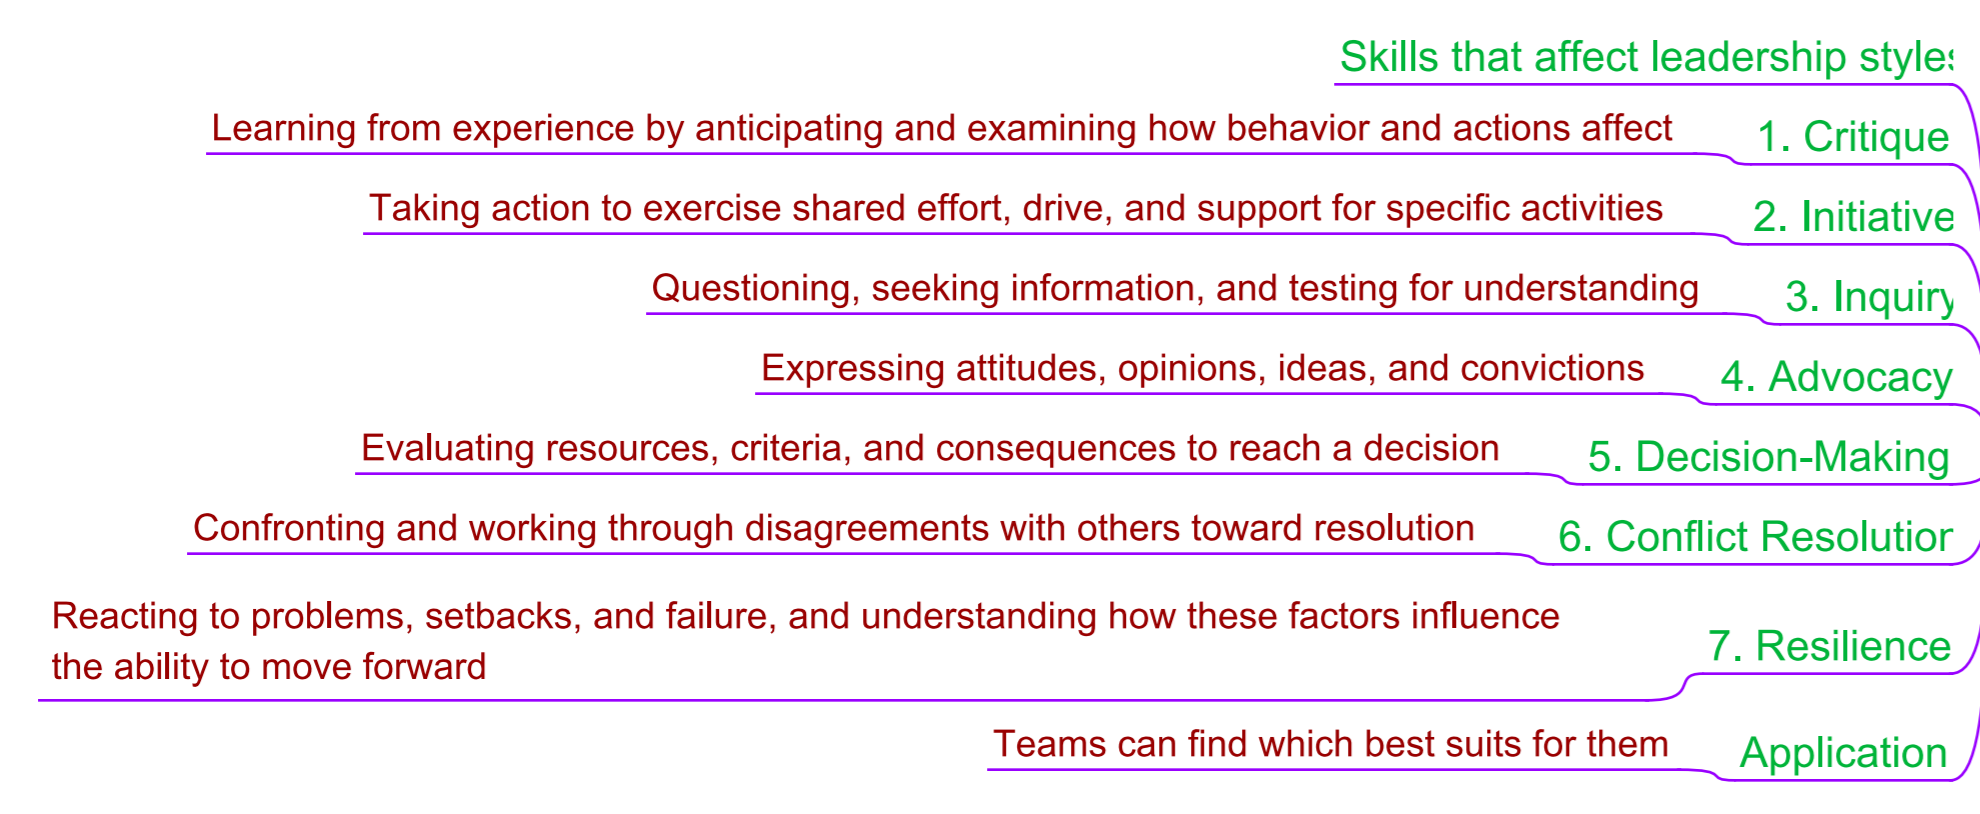 Skills that affect leadership styles
Learning from experience by anticipating and examining how behavior and actions affect
1. Critique
Taking action to exercise shared effort, drive, and support for specific activities
2. Initiative
Questioning, seeking information, and testing for understanding
3. Inquiry
Expressing attitudes, opinions, ideas, and convictions
4. Advocacy
Evaluating resources, criteria, and consequences to reach a decision
5. Decision-Making
Confronting and working through disagreements with others toward resolution
6. Conflict Resolution
Reacting to problems, setbacks, and failure, and understanding how these factors influence
the ability to move forward
7. Resilience
Teams can find which best suits for them
Application